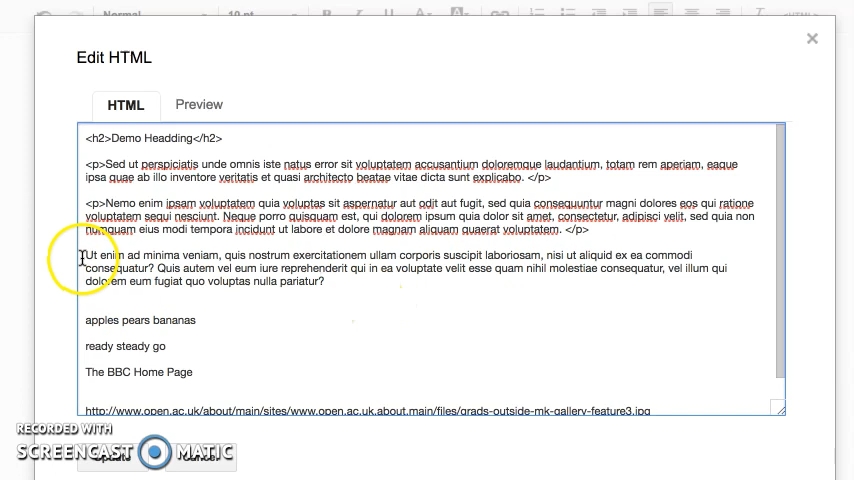 Normal
10 pt
<HTML>
Edit HTML
HTML
Preview
<h2>Demo Headding</h2>
<p>Sed ut perspiciatis unde omnis iste natus error sit voluptatem accusantium doloremque laudantium, totam rem aperiam, eaque
ipsa quae ab illo inventore veritatis et quasi architecto beatae vitae dicta sunt explicabo. </p>
<p>Nemo enim ipsam voluptatem quia voluptas sit aspernatur aut odit aut fugit, sed quia consequuntur magni dolores eos qui ratione
voluptatem sequi nesciunt. Neque porro quisquam est, qui dolorem ipsum quia dolor sit amet, consectetur, adipisci velit, sed quia non
numquam eius modi tempora incidunt ut labore et dolore magnam aliquam quaerat voluptatem. </p>
Ut enim ad minima veniam, quis nostrum exercitationem ullam corporis suscipit laboriosam, nisi ut aliquid ex ea commodi
consequatur? Quis autem vel eum iure reprehenderit qui in ea voluptate velit esse quam nihil molestiae consequatur, vel illum qui
dolorem eum fugiat quo voluptas nulla pariatur?
apples pears bananas
ready steady go
The BBC Home Page
http://www.open.ac.uk/about/main/sites/www.open.ac.uk.about.main/files/grads-outside-mk-gallery-feature3.jpg
RECORDED WITH
SCREENCAST MATIC
Update
Cancel